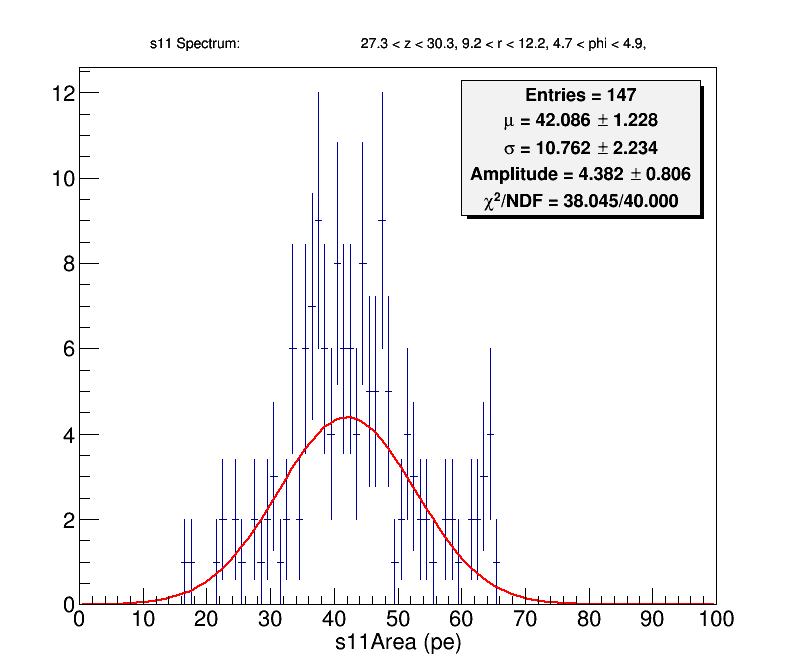 s11 Spectrum: 27.3 < z < 30.3, 9.2 < r < 12.2, 4.7 < phi < 4.9,
Entries = 147
μ = 42.086 ± 1.228
σ = 10.762 ± 2.234
Amplitude = 4.382 ± 0.806
χ²/NDF = 38.045/40.000
12
10
8
6
4
2
0
0 10 20 30 40 50 60 70 80 90 100
s11Area (pe)